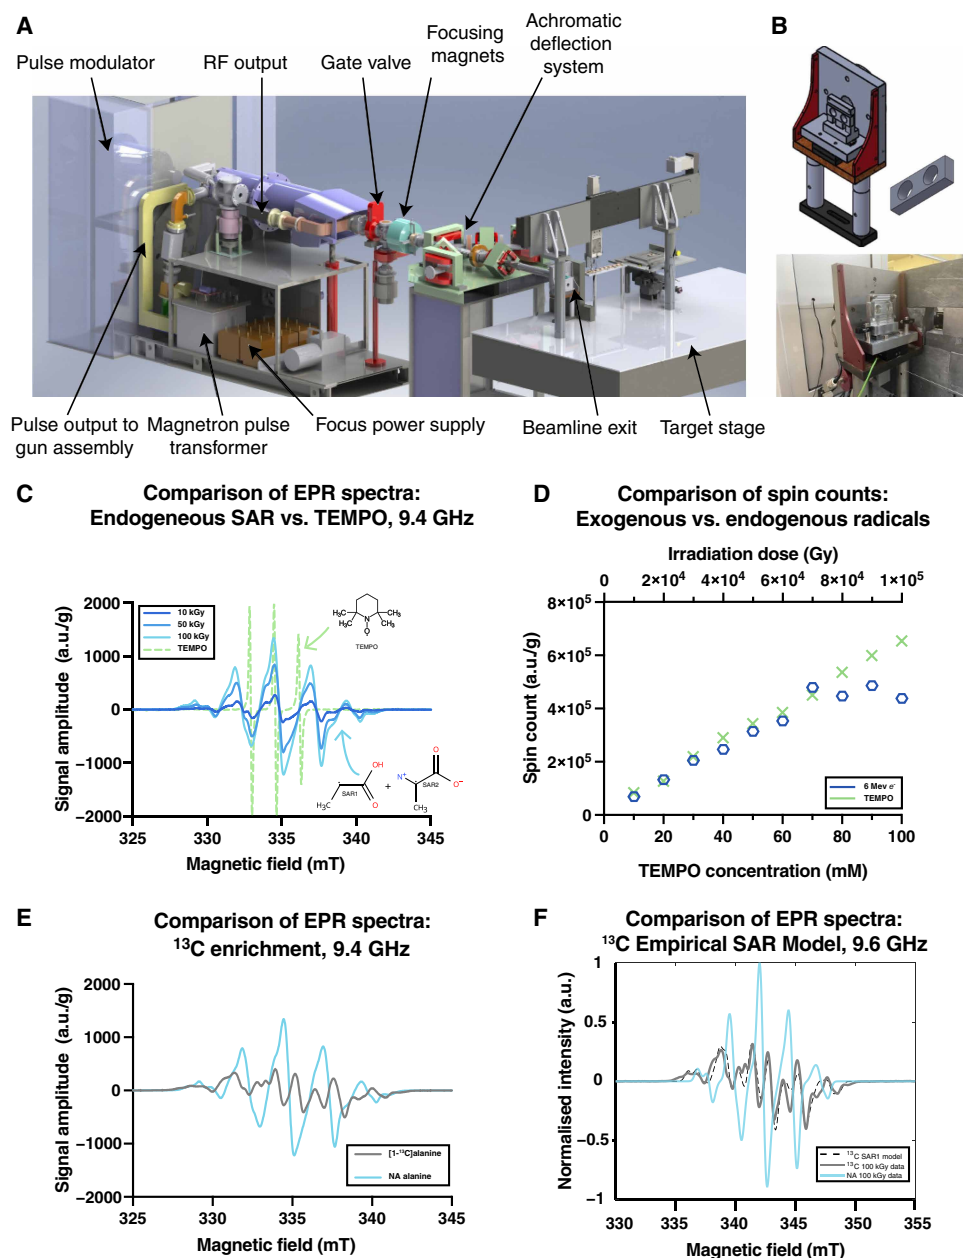 A
Pulse modulator
RF output
Gate valve
Focusing
magnets
Achromatic
deflection
system
Pulse output to
gun assembly
Magnetron pulse
transformer
Focus power supply
Beamline exit
Target stage
B
C
Comparison of EPR spectra:
Endogeneous SAR vs. TEMPO, 9.4 GHz
Signal amplitude (a.u./g)
2000
1000
0
−1000
−2000
325
330
335
340
345
Magnetic field (mT)
10 kGy
50 kGy
100 kGy
TEMPO
H₃C
CH₃
H₃C
N
CH₃
O
TEMPO
H₃C
SAR1
OH
O
+
N⁺
SAR2
O
O⁻
CH₃
D
Comparison of spin counts:
Exogenous vs. endogenous radicals
Irradiation dose (Gy)
0
2×10⁴
4×10⁴
6×10⁴
8×10⁴
1×10⁵
Spin count (a.u./g)
8×10⁵
6×10⁵
4×10⁵
2×10⁵
0
0
20
40
60
80
100
TEMPO concentration (mM)
6 Mev e⁻
TEMPO
E
Comparison of EPR spectra:
¹³C enrichment, 9.4 GHz
Signal amplitude (a.u./g)
2000
1000
0
−1000
−2000
325
330
335
340
345
Magnetic field (mT)
[1-¹³C]alanine
NA alanine
F
Comparison of EPR spectra:
¹³C Empirical SAR Model, 9.6 GHz
Normalised intensity (a.u.)
1
0.5
0
−0.5
−1
330
335
340
345
350
355
Magnetic field (mT)
¹³C SAR1 model
¹³C 100 kGy data
NA 100 kGy data